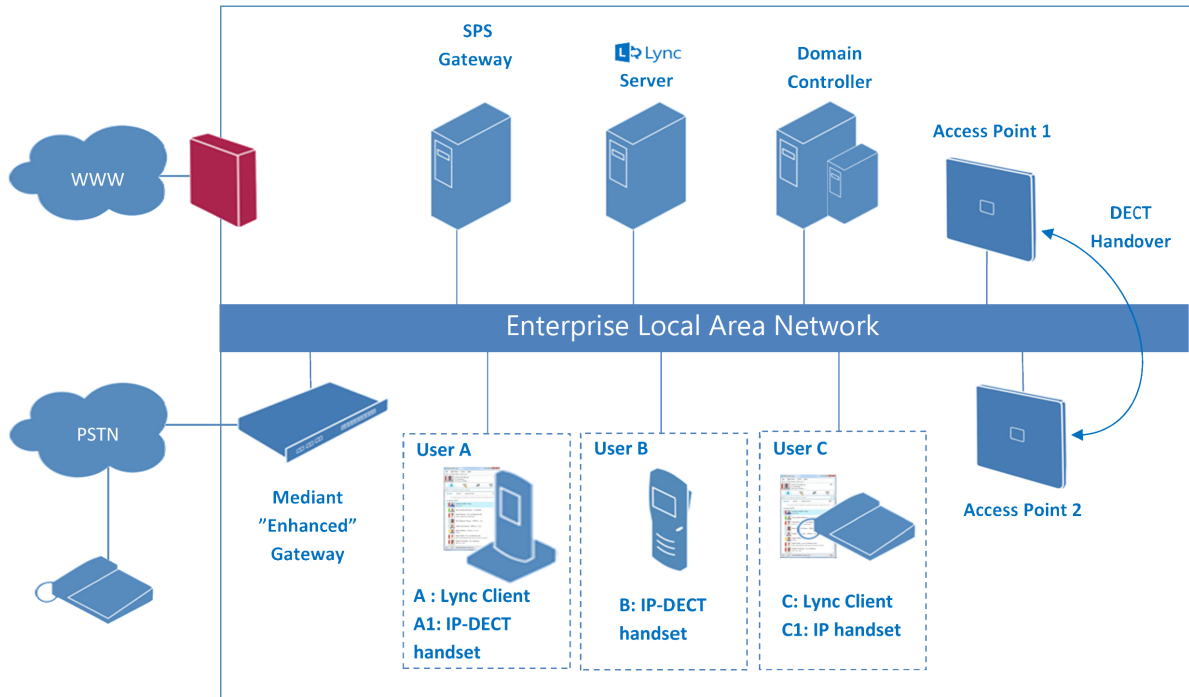 SPS
Gateway
Lync
Server
Domain
Controller
Access Point 1
WWW
DECT
Handover
Enterprise Local Area Network
PSTN
User A
User B
User C
Mediant
”Enhanced”
Gateway
Access Point 2
A : Lync Client
A1: IP-DECT
handset
B: IP-DECT
handset
C: Lync Client
C1: IP handset